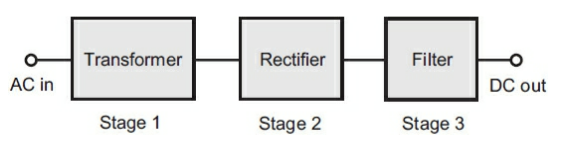 Transformer
Rectifier
Filter
AC in
DC out
Stage 1
Stage 2
Stage 3